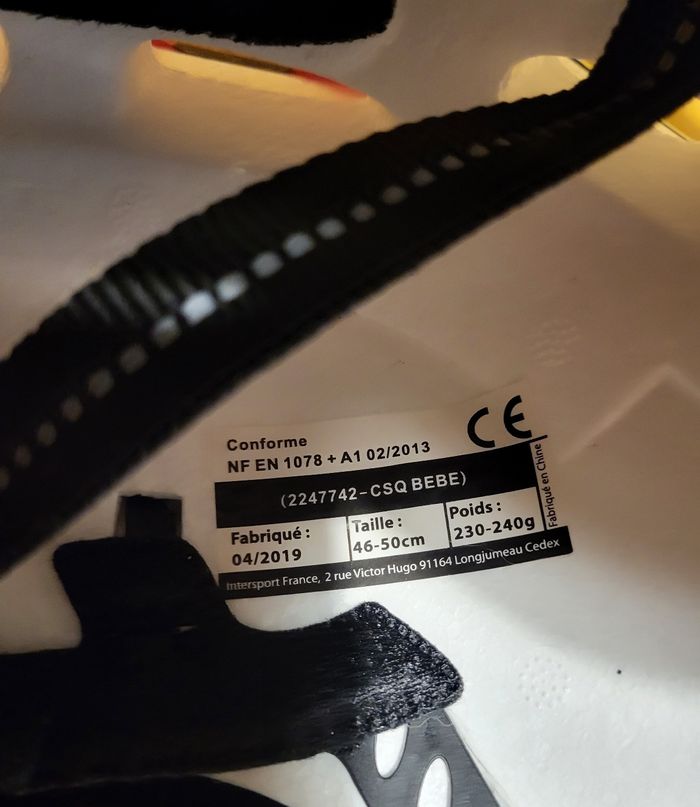 Conforme
NF EN 1078 + A1 02/2013
CE
(2247742-CSQ BEBE)
Fabriqué :
04/2019
Taille :
46-50cm
Poids :
230-240g
Fabriqué en Chine
Intersport France, 2 rue Victor Hugo 91164 Longjumeau Cedex